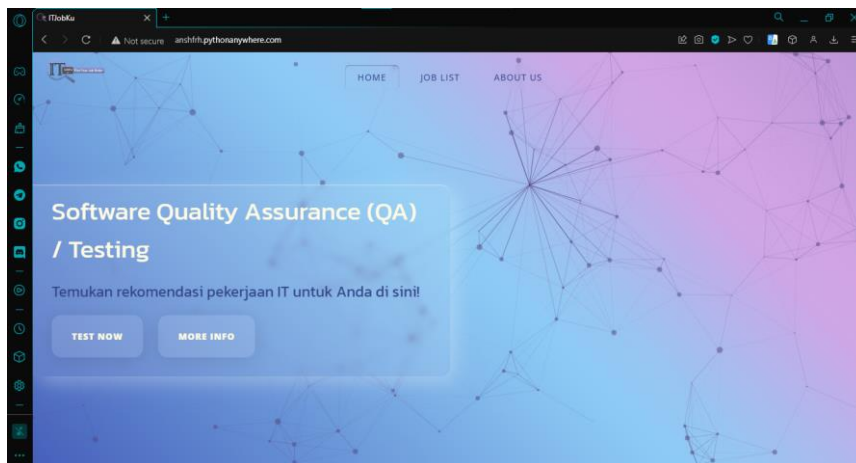 ITJobKu
Not secure anshfrh.pythonanywhere.com
IT
HOME JOB LIST ABOUT US
Software Quality Assurance (QA)
/ Testing
Temukan rekomendasi pekerjaan IT untuk Anda di sini!
TEST NOW MORE INFO